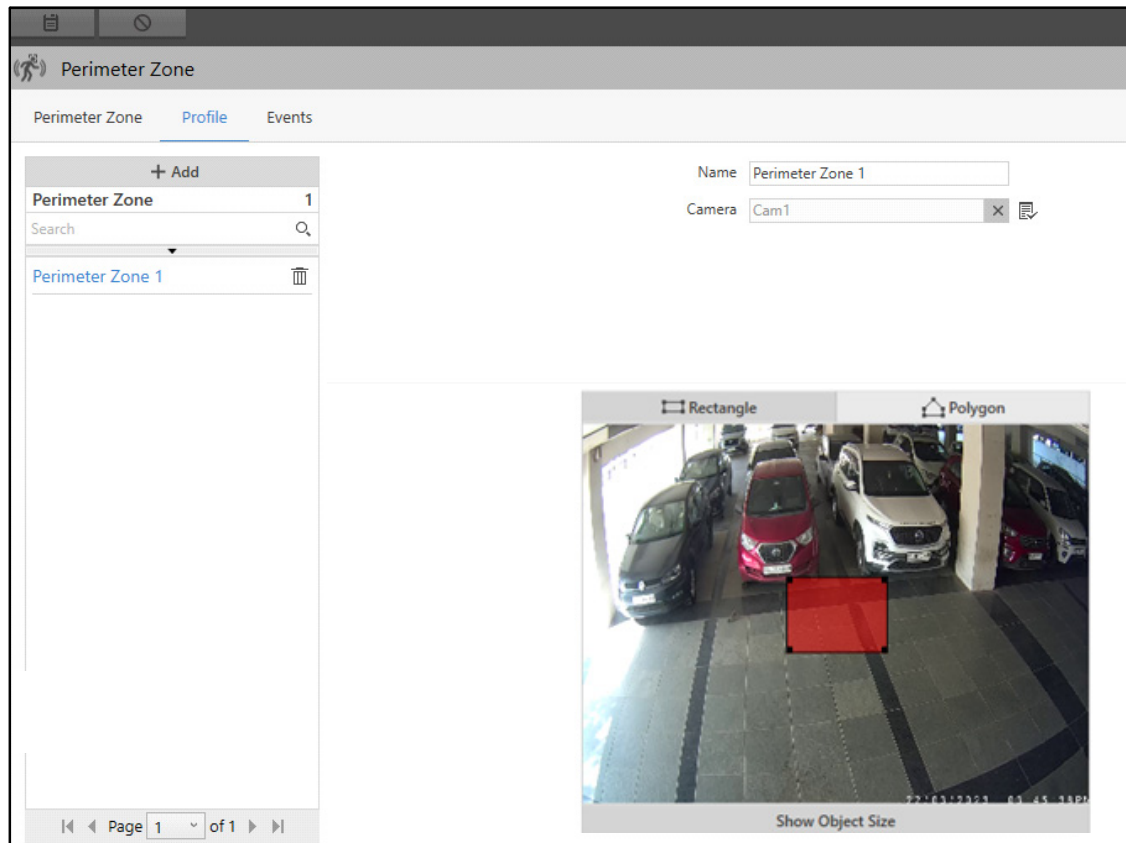 Perimeter Zone
Perimeter Zone Profile Events
+ Add
Perimeter Zone 1
Search
Perimeter Zone 1
Page 1 of 1
Name Perimeter Zone 1
Camera Cam1
Rectangle Polygon
Show Object Size